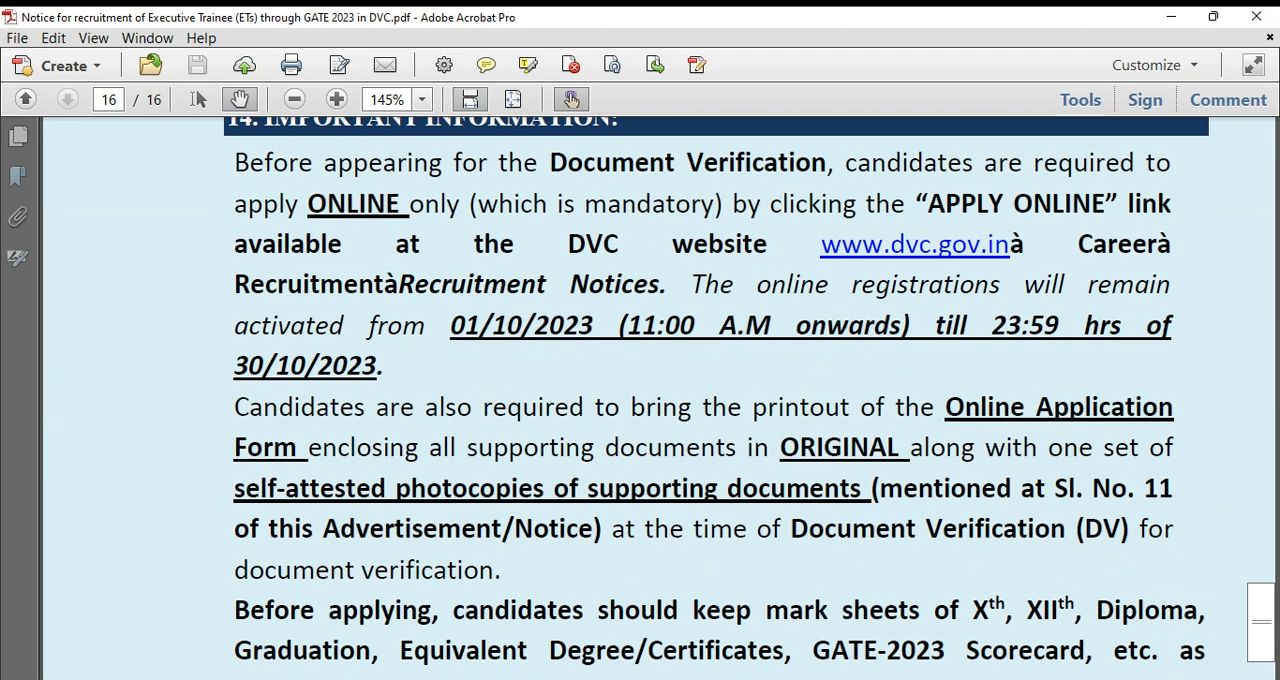 Notice for recruitment of Executive Trainee (ETs) through GATE 2023 in DVC.pdf - Adobe Acrobat Pro
File Edit View Window Help
Create Customize
16 / 16 145% Tools Sign Comment
14. IMPORTANT INFORMATION:
Before appearing for the Document Verification, candidates are required to
apply ONLINE only (which is mandatory) by clicking the “APPLY ONLINE” link
available at the DVC website www.dvc.gov.inà Careerà
RecruitmentàRecruitment Notices. The online registrations will remain
activated from 01/10/2023 (11:00 A.M onwards) till 23:59 hrs of
30/10/2023.
Candidates are also required to bring the printout of the Online Application
Form enclosing all supporting documents in ORIGINAL along with one set of
self-attested photocopies of supporting documents (mentioned at Sl. No. 11
of this Advertisement/Notice) at the time of Document Verification (DV) for
document verification.
Before applying, candidates should keep mark sheets of Xth, XIIth, Diploma,
Graduation, Equivalent Degree/Certificates, GATE-2023 Scorecard, etc. as